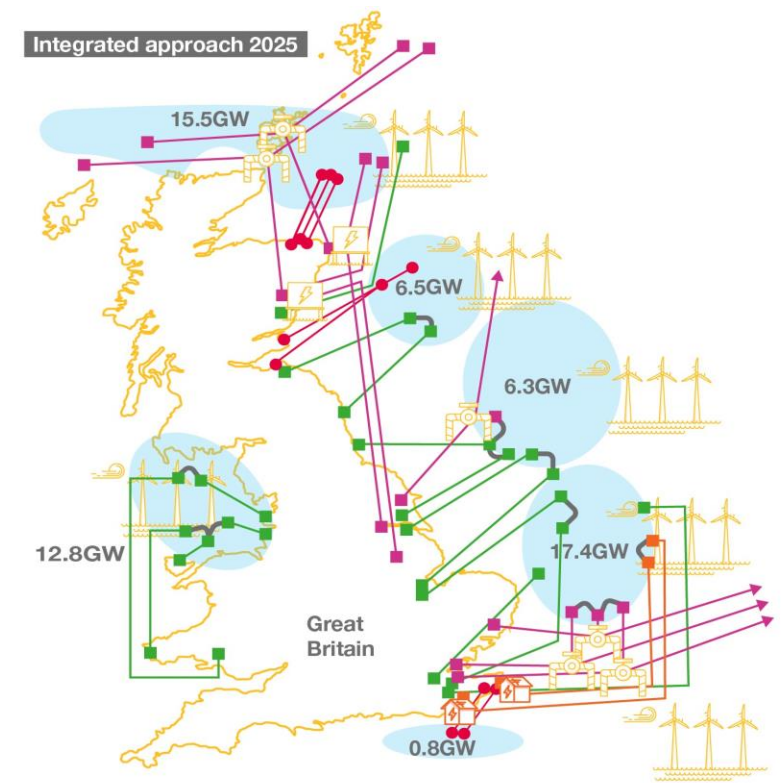 Integrated approach 2025
15.5GW
6.5GW
6.3GW
12.8GW
17.4GW
Great
Britain
0.8GW